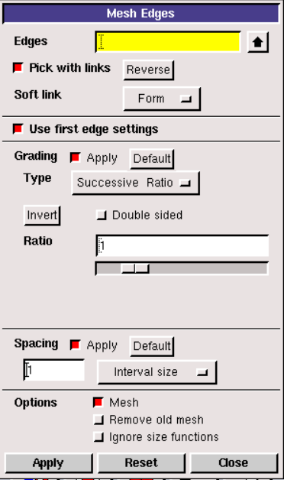 Mesh Edges
Edges
Pick with links Reverse
Soft link Form
Use first edge settings
Grading Apply Default
Type Successive Ratio
Invert Double sided
Ratio 1
Spacing Apply Default
1 Interval size
Options Mesh
Remove old mesh
Ignore size functions
Apply Reset Close